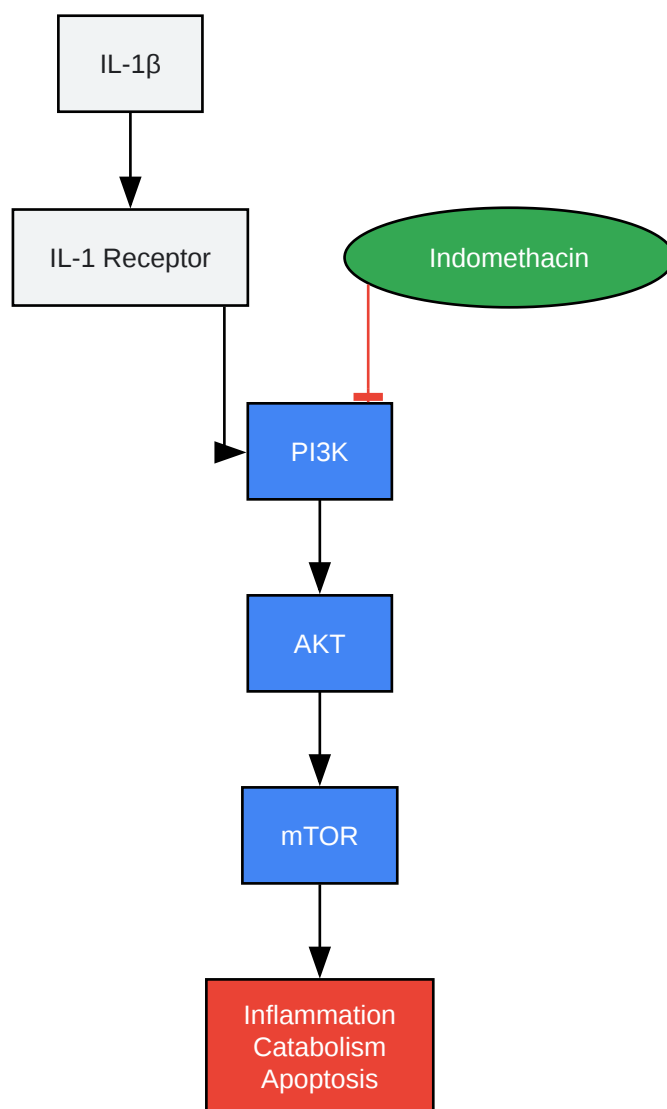 IL-1β
IL-1 Receptor
Indomethacin
PI3K
AKT
mTOR
Inflammation
Catabolism
Apoptosis